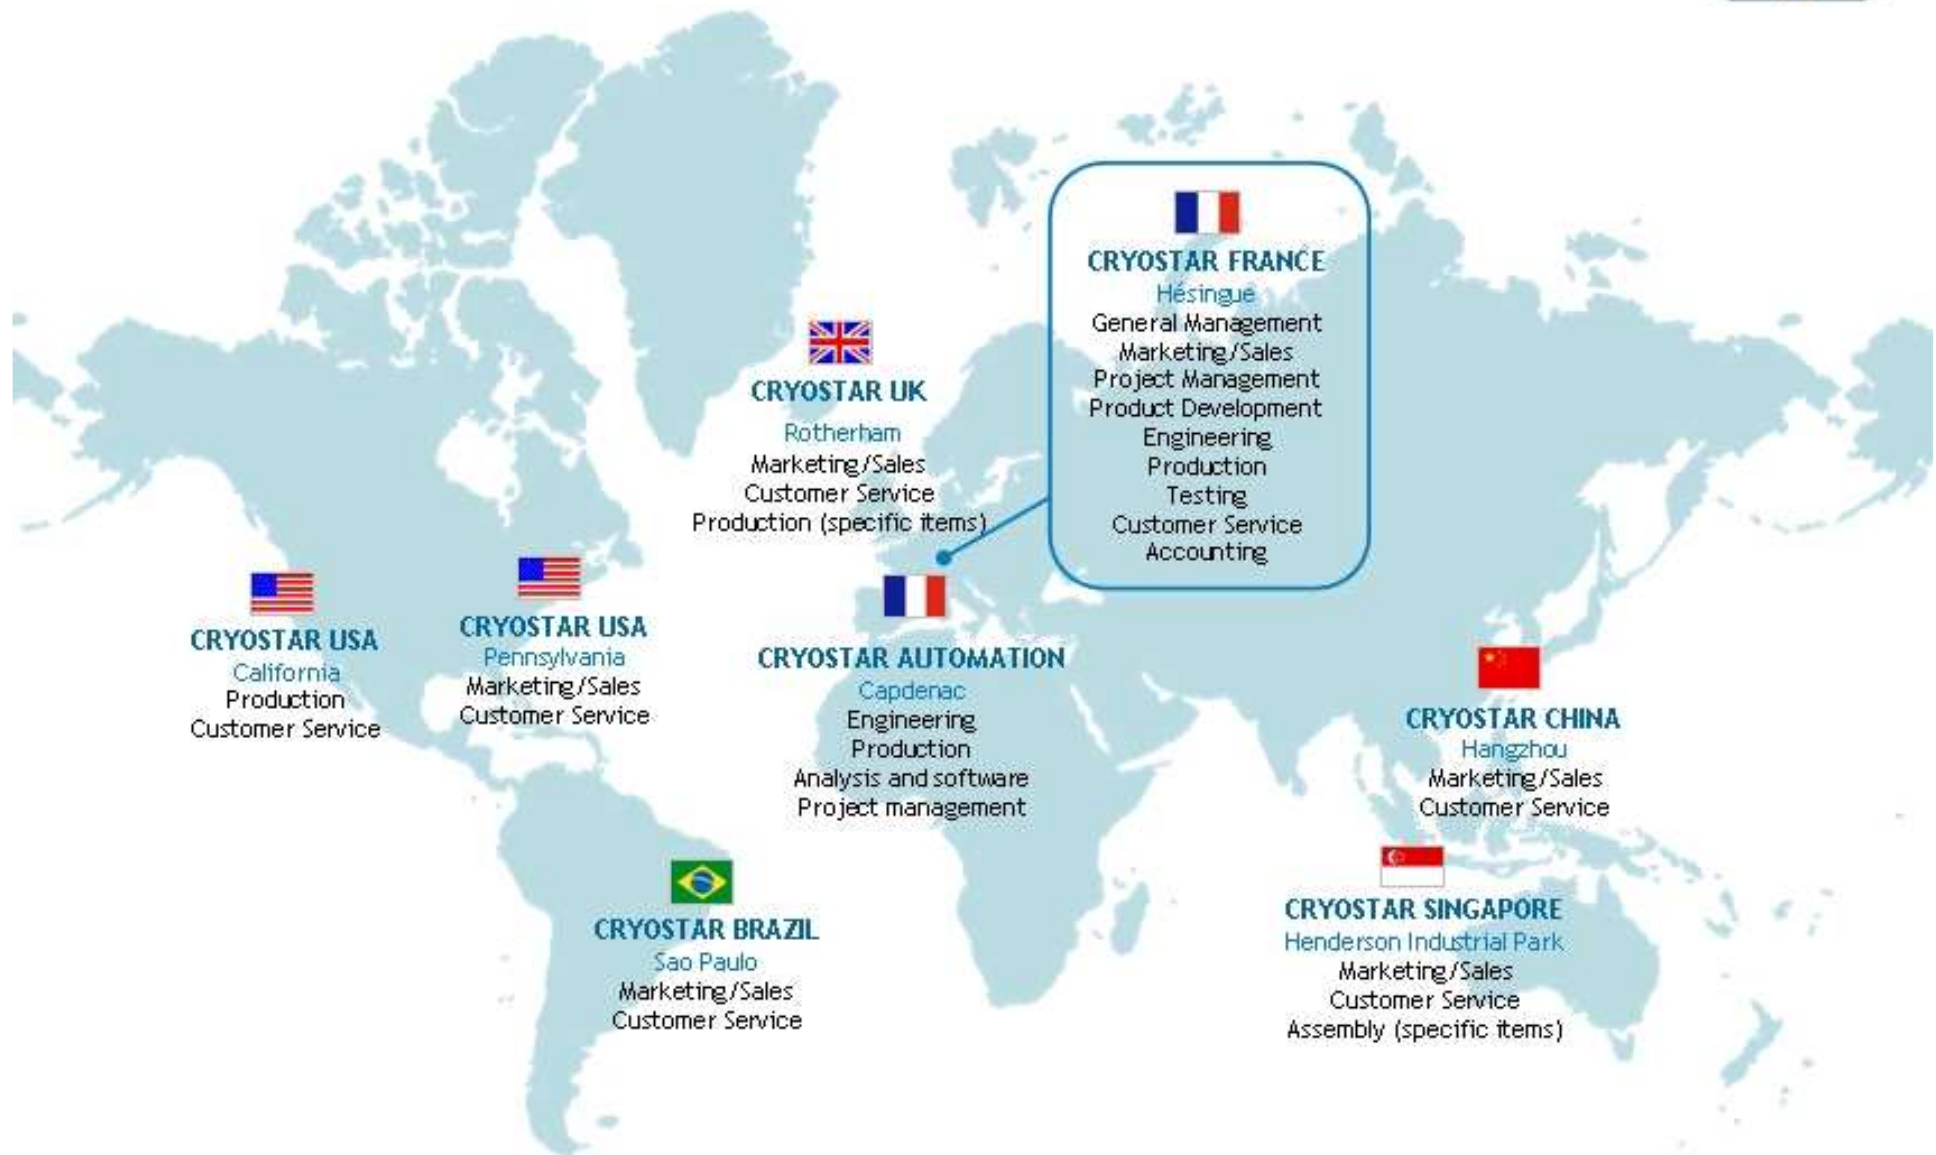 CRYOSTAR FRANCE
Hésingue
General Management
Marketing/Sales
Project Management
Product Development
Engineering
Production
Testing
Customer Service
Accounting
CRYOSTAR UK
Rotherham
Marketing/Sales
Customer Service
Production (specific items)
CRYOSTAR USA
California
Production
Customer Service
CRYOSTAR USA
Pennsylvania
Marketing/Sales
Customer Service
CRYOSTAR AUTOMATION
Capdenac
Engineering
Production
Analysis and software
Project management
CRYOSTAR CHINA
Hangzhou
Marketing/Sales
Customer Service
CRYOSTAR BRAZIL
Sao Paulo
Marketing/Sales
Customer Service
CRYOSTAR SINGAPORE
Henderson Industrial Park
Marketing/Sales
Customer Service
Assembly (specific items)